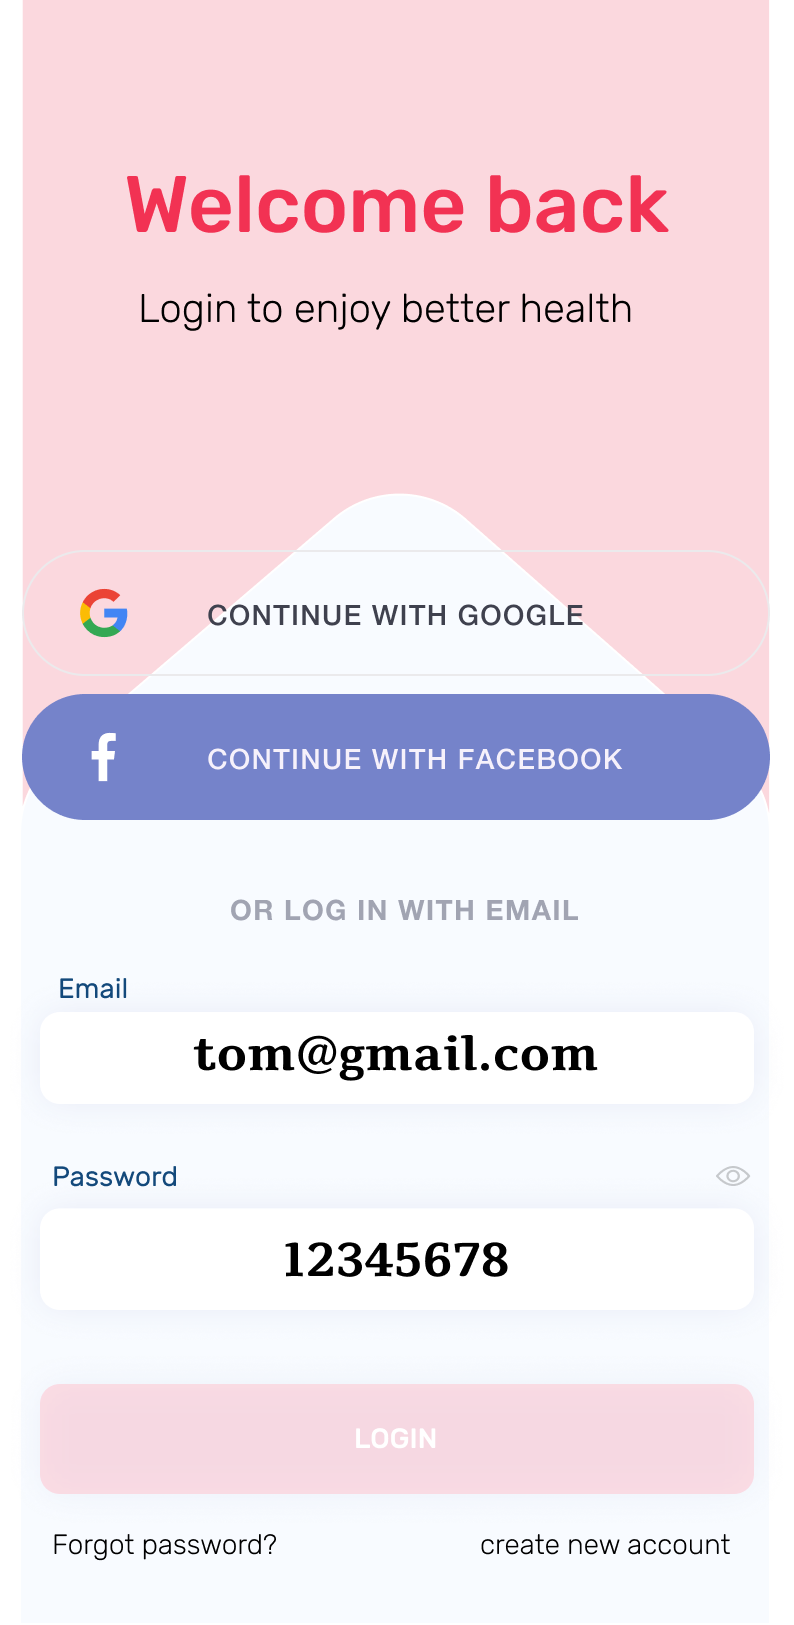 Welcome back
Login to enjoy better health
CONTINUE WITH GOOGLE
CONTINUE WITH FACEBOOK
OR LOG IN WITH EMAIL
Email
tom@gmail.com
Password
12345678
LOGIN
Forgot password? create new account